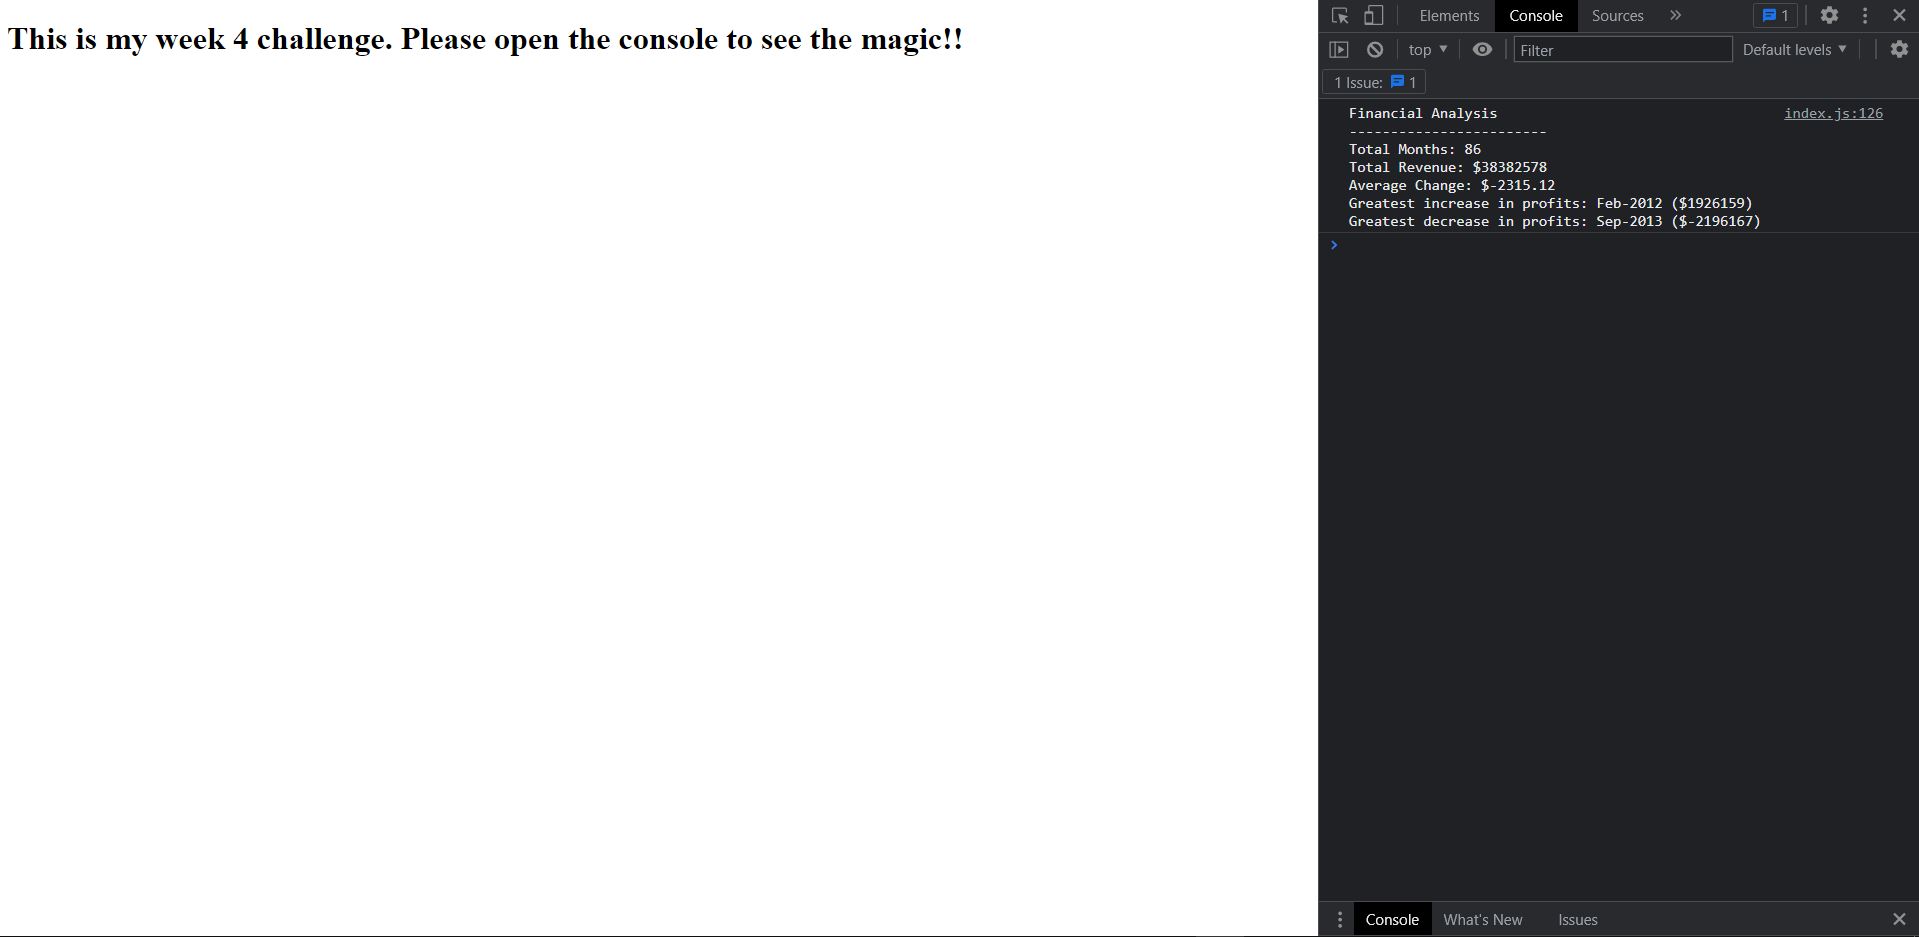 This is my week 4 challenge. Please open the console to see the magic!!
Elements Console Sources » 1
top Filter Default levels
1 Issue: 1
Financial Analysis index.js:126
------------------------
Total Months: 86
Total Revenue: $38382578
Average Change: $-2315.12
Greatest increase in profits: Feb-2012 ($1926159)
Greatest decrease in profits: Sep-2013 ($-2196167)
Console What's New Issues